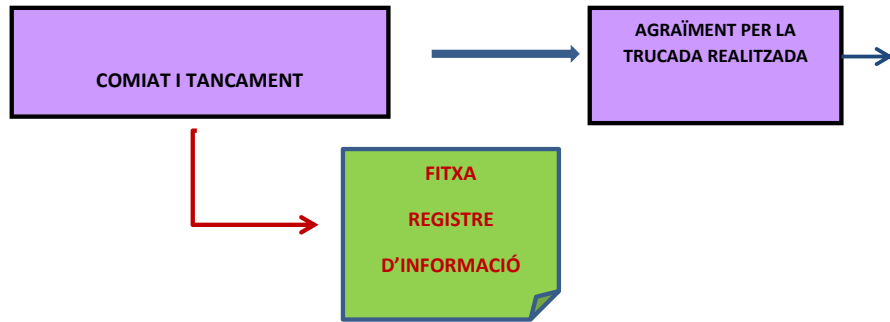 COMIAT I TANCAMENT
AGRAÏMENT PER LA
TRUCADA REALITZADA
FITXA
REGISTRE
D'INFORMACIÓ